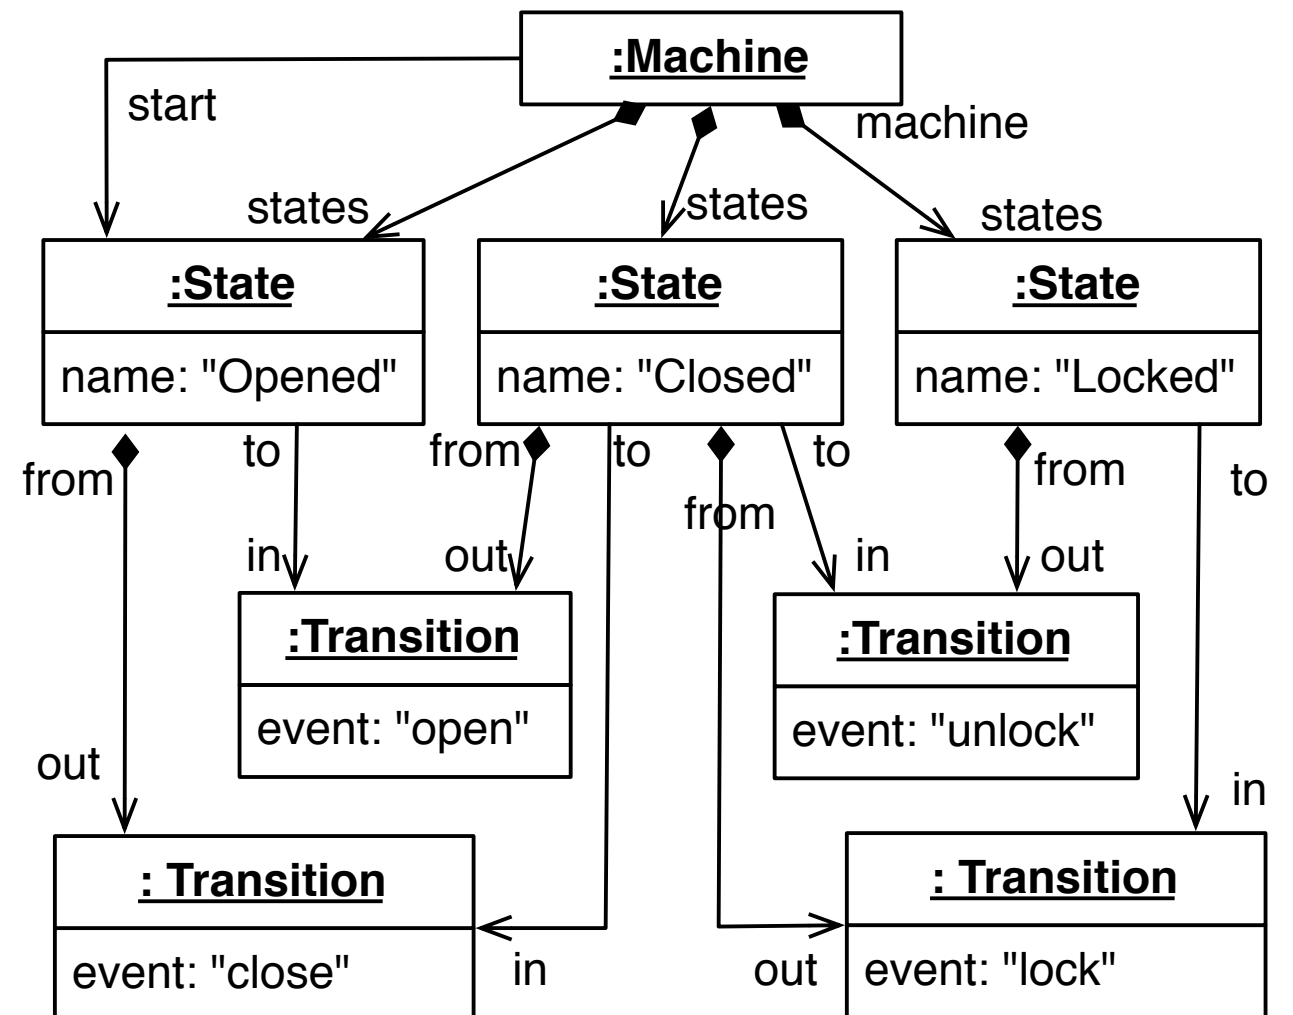 :Machine
start
machine
states
states
states
:State
:State
:State
name: "Opened"
name: "Closed"
name: "Locked"
from
to
from
to
from
to
from
to
in
out
in
out
:Transition
:Transition
event: "open"
event: "unlock"
out
in
: Transition
: Transition
event: "close"
in
out
event: "lock"